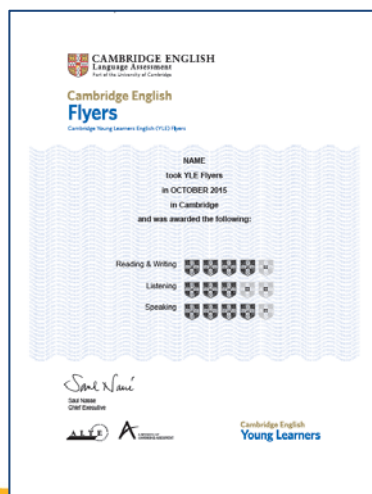 CAMBRIDGE ENGLISH
Language Assessment
Part of the University of Cambridge
Cambridge English
Flyers
Cambridge Young Learners English (YLE) Flyers
NAME
took YLE Flyers
in OCTOBER 2015
in Cambridge
and was awarded the following:
Reading & Writing
Listening
Speaking
Saul Nassé
Saul Nassé
Chief Executive
ALTE
Cambridge English
Young Learners